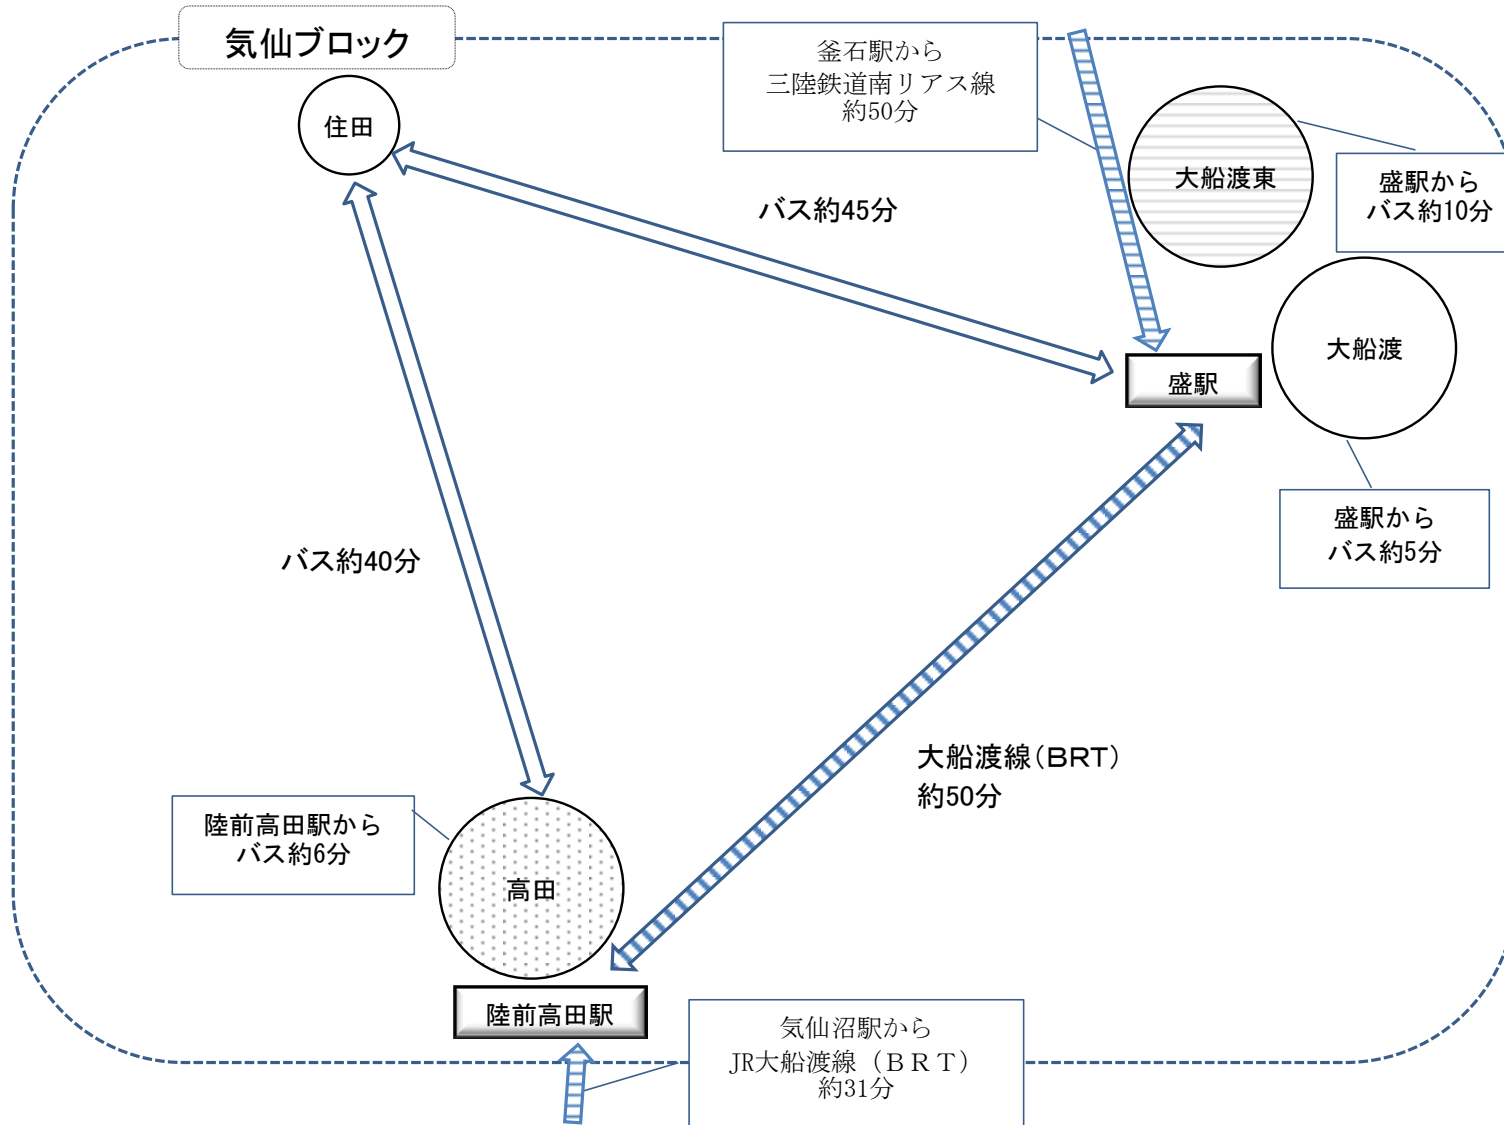 気仙ブロック
釜石駅から
三陸鉄道南リアス線
約50分
住田
大船渡東
盛駅から
バス約10分
バス約45分
大船渡
盛駅
盛駅から
バス約5分
バス約40分
大船渡線(BRT)
約50分
陸前高田駅から
バス約6分
高田
陸前高田駅
気仙沼駅から
JR大船渡線(BRT)
約31分